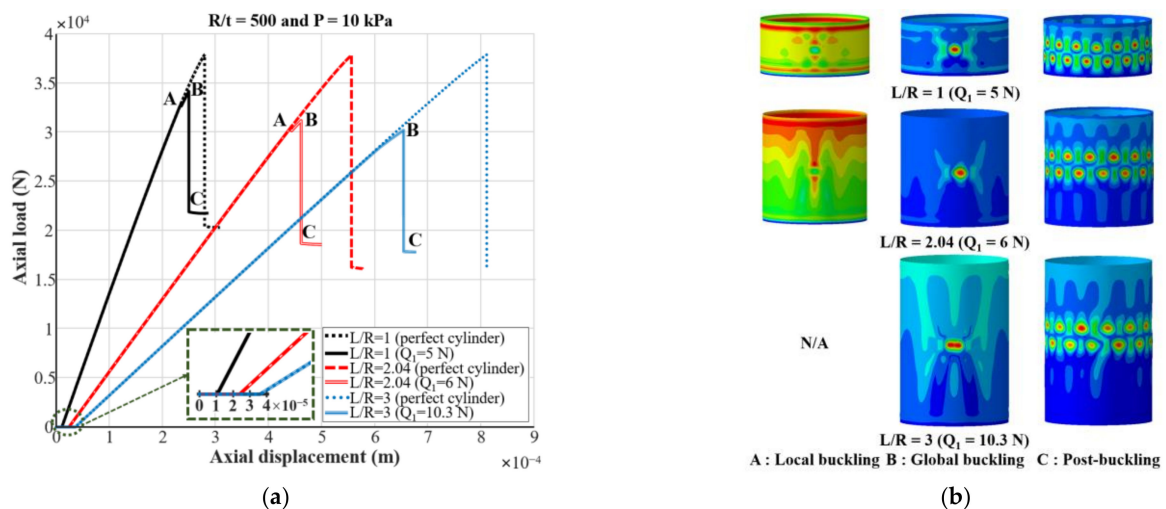 R/t = 500 and P = 10 kPa
×10⁴
4
3.5
3
2.5
2
1.5
1
0.5
0
Axial load (N)
A
B
C
A
B
C
B
C
L/R=1 (perfect cylinder)
L/R=1 (Q₁=5 N)
L/R=2.04 (perfect cylinder)
L/R=2.04 (Q₁=6 N)
L/R=3 (perfect cylinder)
L/R=3 (Q₁=10.3 N)
0 1 2 3 4×10⁻⁵
0 1 2 3 4 5 6 7 8 9
Axial displacement (m)
×10⁻⁴
(a)
L/R = 1 (Q₁ = 5 N)
L/R = 2.04 (Q₁ = 6 N)
N/A
L/R = 3 (Q₁ = 10.3 N)
A : Local buckling B : Global buckling C : Post-buckling
(b)